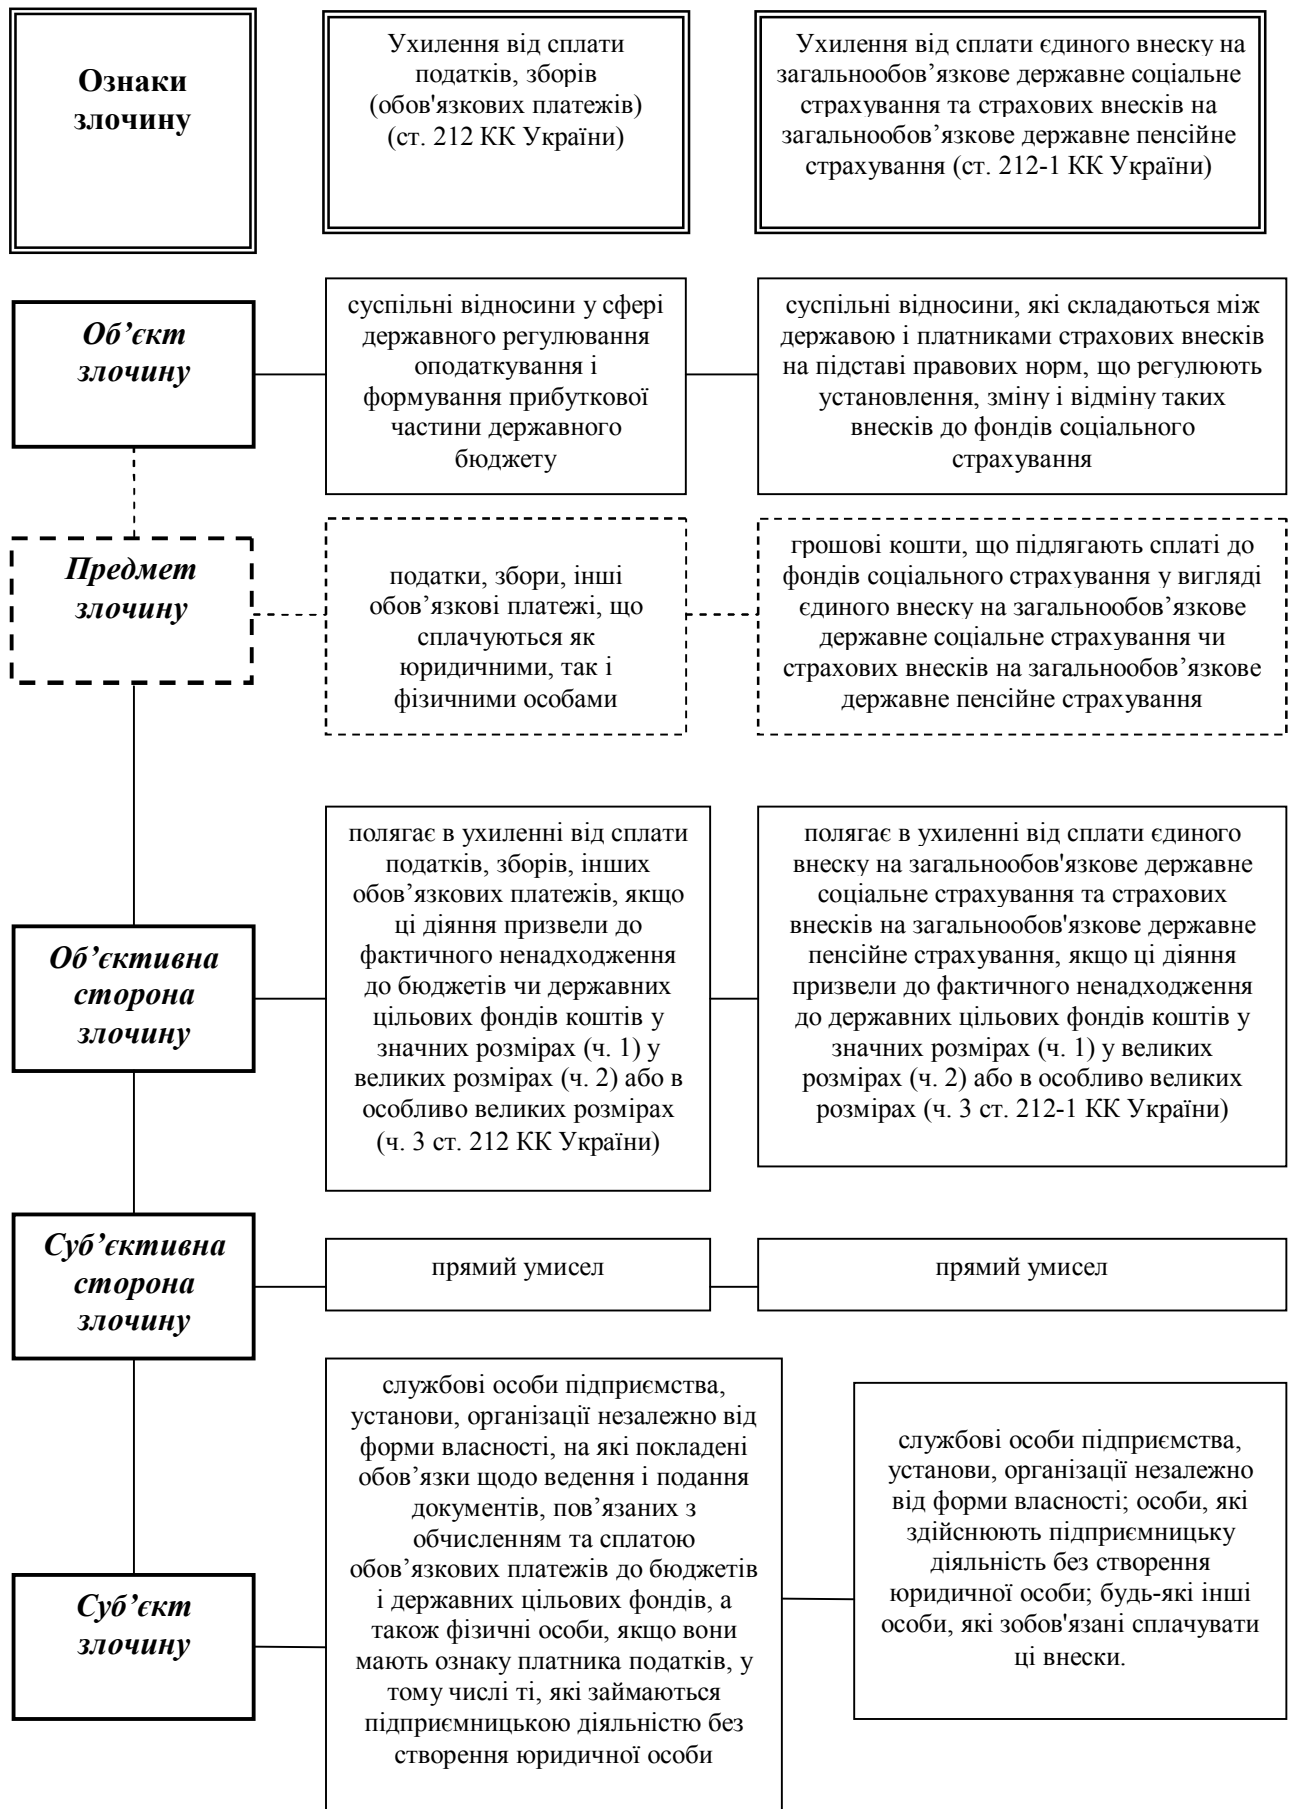 Ознаки
злочину
Ухилення від сплати
податків, зборів
(обов'язкових платежів)
(ст. 212 КК України)
Ухилення від сплати єдиного внеску на
загальнообов’язкове державне соціальне
страхування та страхових внесків на
загальнообов’язкове державне пенсійне
страхування (ст. 212-1 КК України)
Об’єкт
злочину
суспільні відносини у сфері
державного регулювання
оподаткування і
формування прибуткової
частини державного
бюджету
суспільні відносини, які складаються між
державою і платниками страхових внесків
на підставі правових норм, що регулюють
установлення, зміну і відміну таких
внесків до фондів соціального
страхування
Предмет
злочину
податки, збори, інші
обов’язкові платежі, що
сплачуються як
юридичними, так і
фізичними особами
грошові кошти, що підлягають сплаті до
фондів соціального страхування у вигляді
єдиного внеску на загальнообов’язкове
державне соціальне страхування чи
страхових внесків на загальнообов’язкове
державне пенсійне страхування
Об’єктивна
сторона
злочину
полягає в ухиленні від сплати
податків, зборів, інших
обов’язкових платежів, якщо
ці діяння призвели до
фактичного ненадходження
до бюджетів чи державних
цільових фондів коштів у
значних розмірах (ч. 1) у
великих розмірах (ч. 2) або в
особливо великих розмірах
(ч. 3 ст. 212 КК України)
полягає в ухиленні від сплати єдиного
внеску на загальнообов'язкове державне
соціальне страхування та страхових
внесків на загальнообов'язкове державне
пенсійне страхування, якщо ці діяння
призвели до фактичного ненадходження
до державних цільових фондів коштів у
значних розмірах (ч. 1) у великих
розмірах (ч. 2) або в особливо великих
розмірах (ч. 3 ст. 212-1 КК України)
Суб’єктивна
сторона
злочину
прямий умисел
прямий умисел
Суб’єкт
злочину
службові особи підприємства,
установи, організації незалежно від
форми власності, на які покладені
обов’язки щодо ведення і подання
документів, пов’язаних з
обчисленням та сплатою
обов’язкових платежів до бюджетів
і державних цільових фондів, а
також фізичні особи, якщо вони
мають ознаку платника податків, у
тому числі ті, які займаються
підприємницькою діяльністю без
створення юридичної особи
службові особи підприємства,
установи, організації незалежно
від форми власності; особи, які
здійснюють підприємницьку
діяльність без створення
юридичної особи; будь-які інші
особи, які зобов'язані сплачувати
ці внески.